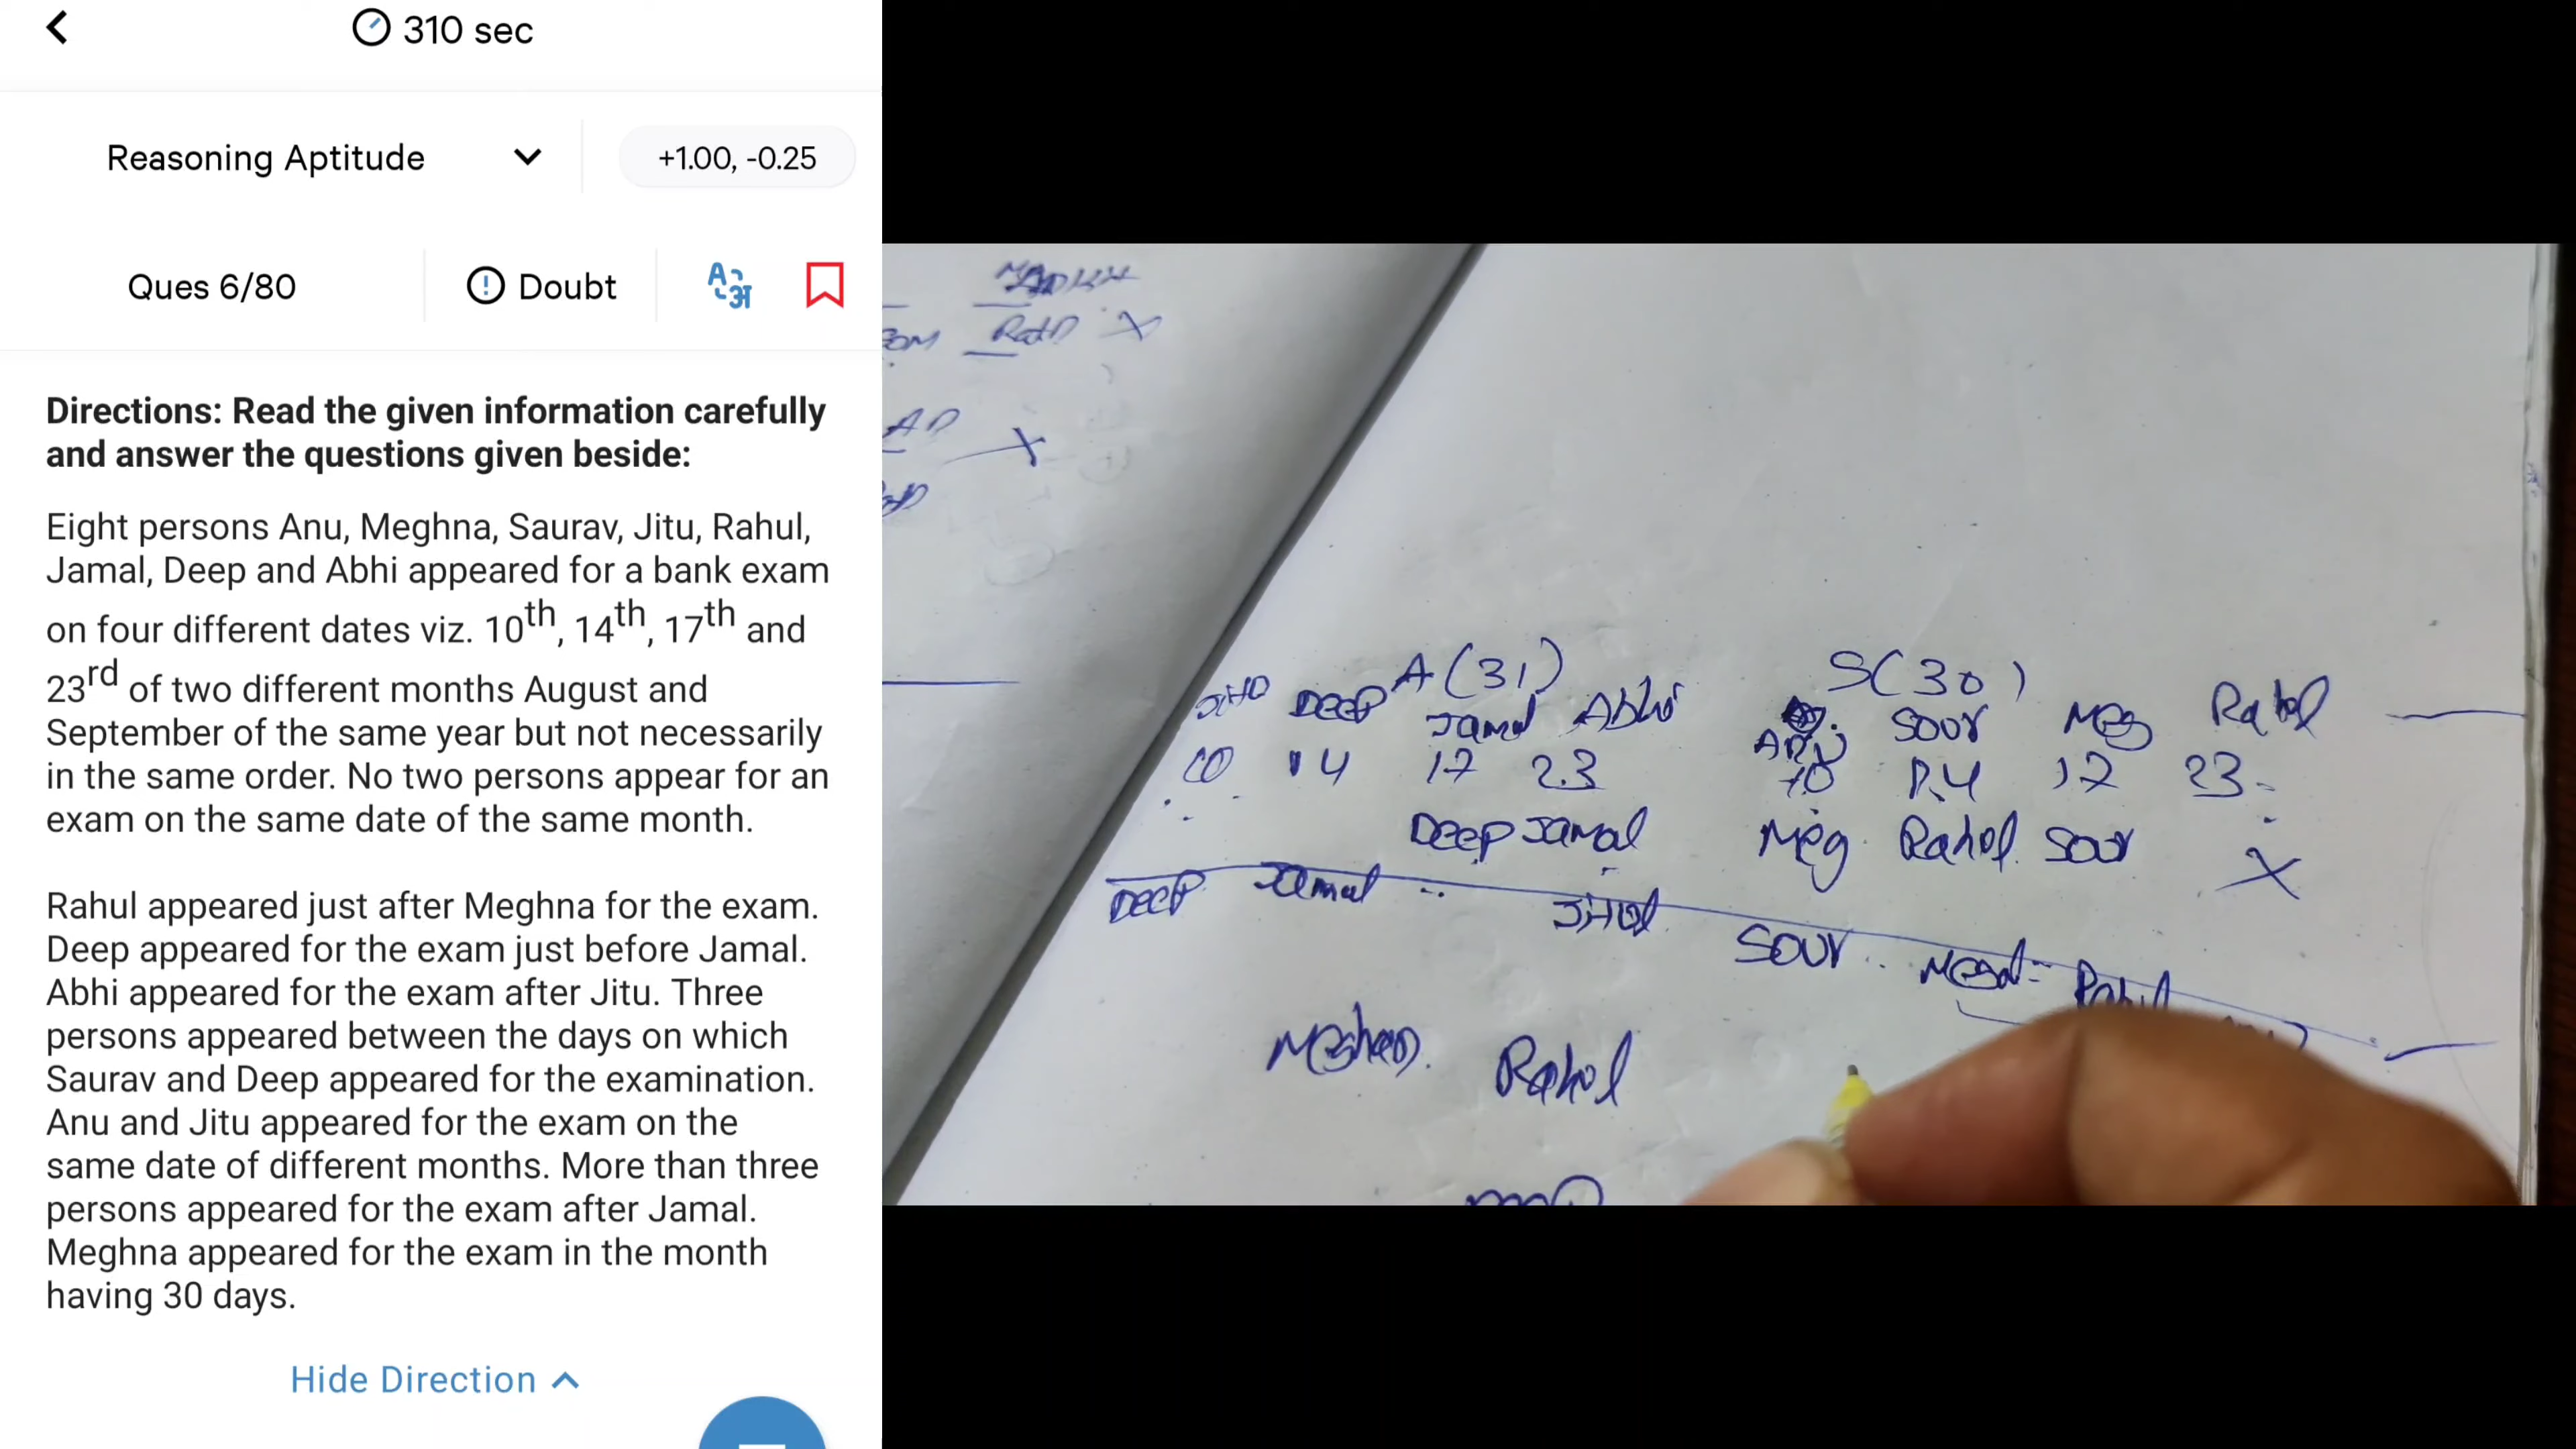 310 sec
Reasoning Aptitude
+1.00, -0.25
Ques 6/80
Doubt
Directions: Read the given information carefully
and answer the questions given beside:
Eight persons Anu, Meghna, Saurav, Jitu, Rahul,
Jamal, Deep and Abhi appeared for a bank exam
on four different dates viz. 10th, 14th, 17th and
23rd of two different months August and
September of the same year but not necessarily
in the same order. No two persons appear for an
exam on the same date of the same month.
Rahul appeared just after Meghna for the exam.
Deep appeared for the exam just before Jamal.
Abhi appeared for the exam after Jitu. Three
persons appeared between the days on which
Saurav and Deep appeared for the examination.
Anu and Jitu appeared for the exam on the
same date of different months. More than three
persons appeared for the exam after Jamal.
Meghna appeared for the exam in the month
having 30 days.
Hide Direction
A (31) S(30)
DEEP Jamal Abhi Sour Meg Rahol
10 14 17 23 10 14 17 23
Deep Jamal Meg Rahol Sour X
DEEP Jamal Sour
Rahol